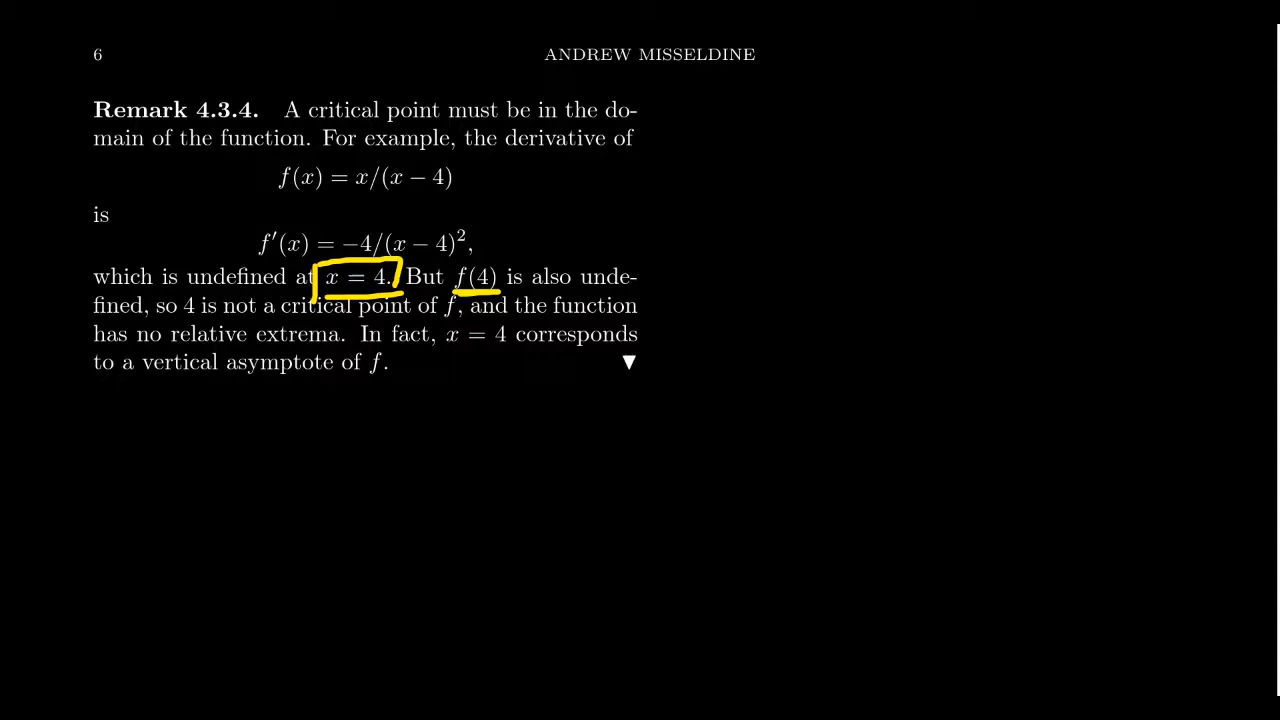 6 ANDREW MISSELDINE
Remark 4.3.4. A critical point must be in the do-
main of the function. For example, the derivative of
f(x) = x/(x − 4)
is
f′(x) = −4/(x − 4)²,
which is undefined at x = 4. But f(4) is also unde-
fined, so 4 is not a critical point of f, and the function
has no relative extrema. In fact, x = 4 corresponds
to a vertical asymptote of f. ▼